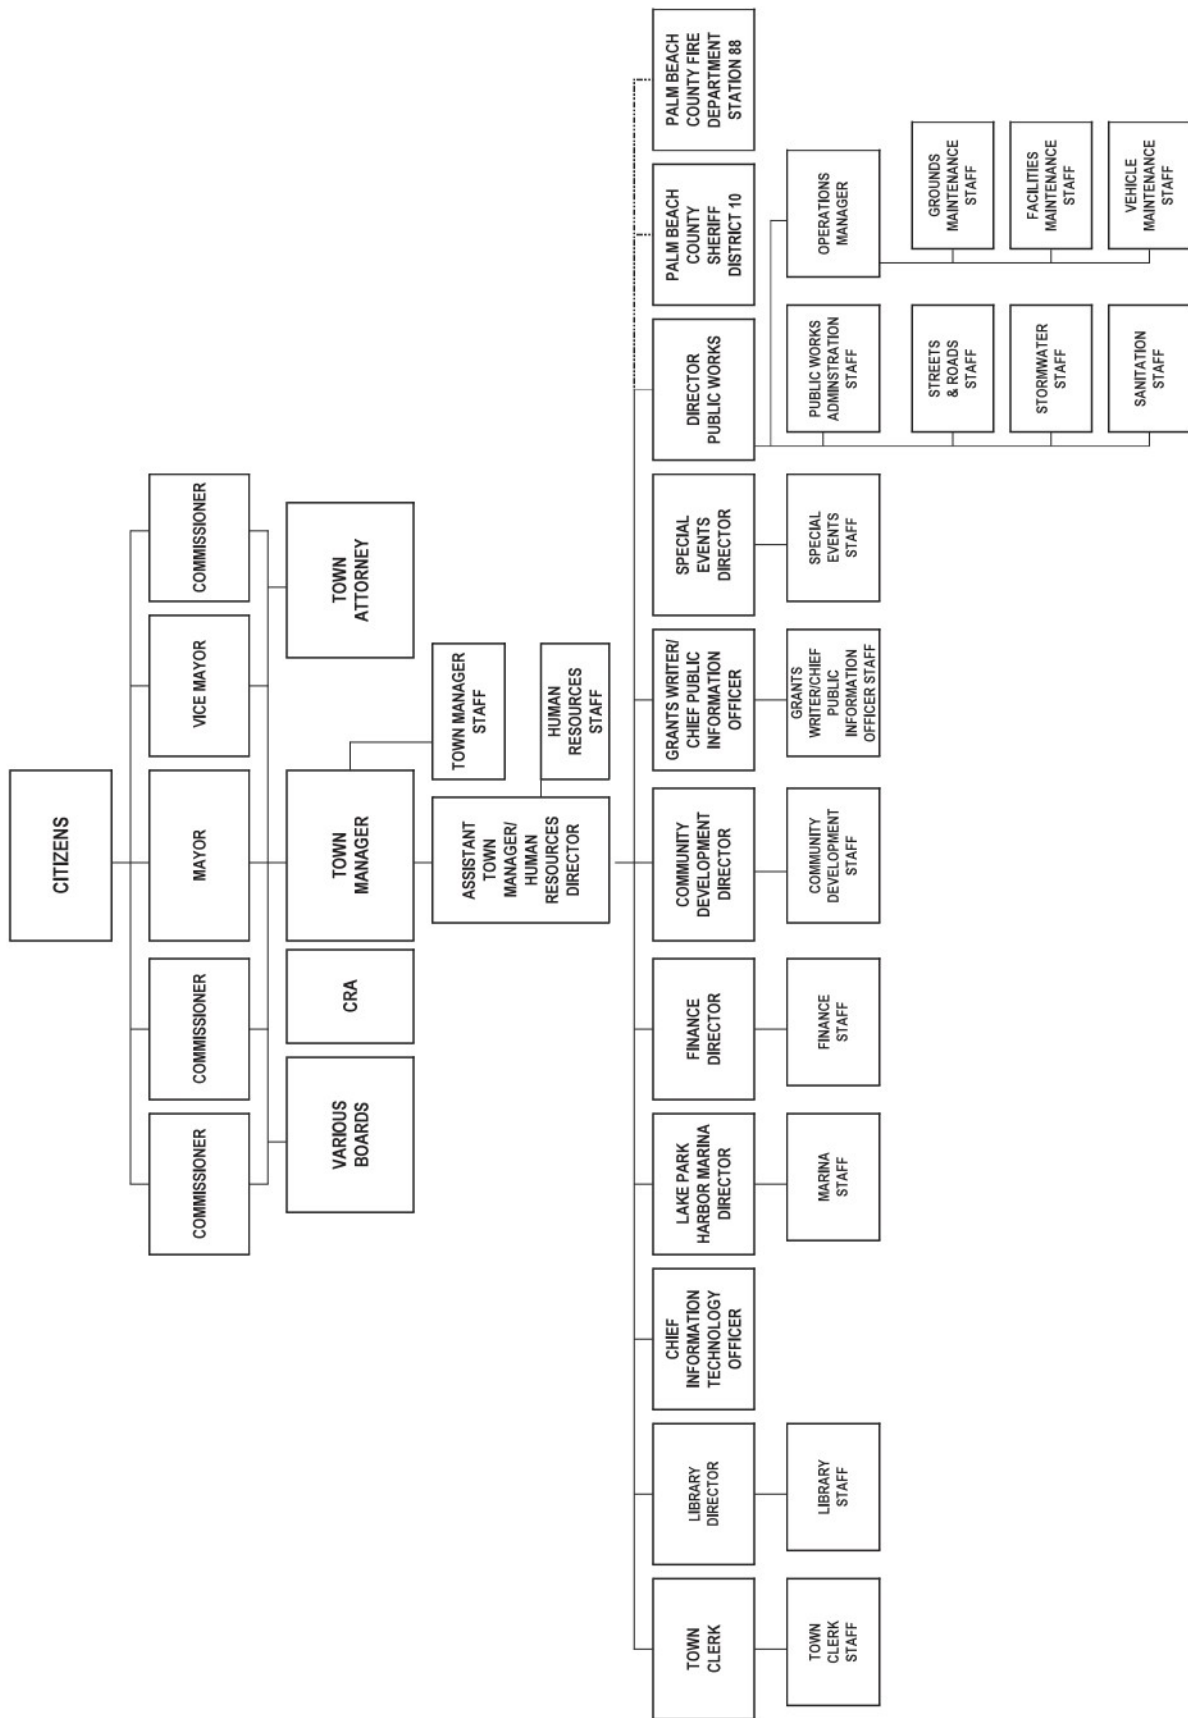 CITIZENS
COMMISSIONER
COMMISSIONER
MAYOR
VICE MAYOR
COMMISSIONER
VARIOUS
BOARDS
CRA
TOWN
MANAGER
TOWN
ATTORNEY
TOWN MANAGER
STAFF
ASSISTANT
TOWN
MANAGER/
HUMAN
RESOURCES
DIRECTOR
HUMAN
RESOURCES
STAFF
TOWN
CLERK
LIBRARY
DIRECTOR
CHIEF
INFORMATION
TECHNOLOGY
OFFICER
LAKE PARK
HARBOR MARINA
DIRECTOR
FINANCE
DIRECTOR
COMMUNITY
DEVELOPMENT
DIRECTOR
GRANTS WRITER/
CHIEF PUBLIC
INFORMATION
OFFICER
SPECIAL
EVENTS
DIRECTOR
DIRECTOR
PUBLIC WORKS
PALM BEACH
COUNTY
SHERIFF
DISTRICT 10
PALM BEACH
COUNTY FIRE
DEPARTMENT
STATION 88
TOWN
CLERK
STAFF
LIBRARY
STAFF
MARINA
STAFF
FINANCE
STAFF
COMMUNITY
DEVELOPMENT
STAFF
GRANTS
WRITER/CHIEF
PUBLIC
INFORMATION
OFFICER STAFF
SPECIAL
EVENTS
STAFF
PUBLIC WORKS
ADMINSTRATION
STAFF
OPERATIONS
MANAGER
STREETS
& ROADS
STAFF
GROUNDS
MAINTENANCE
STAFF
STORMWATER
STAFF
FACILITIES
MAINTENANCE
STAFF
SANITATION
STAFF
VEHICLE
MAINTENANCE
STAFF